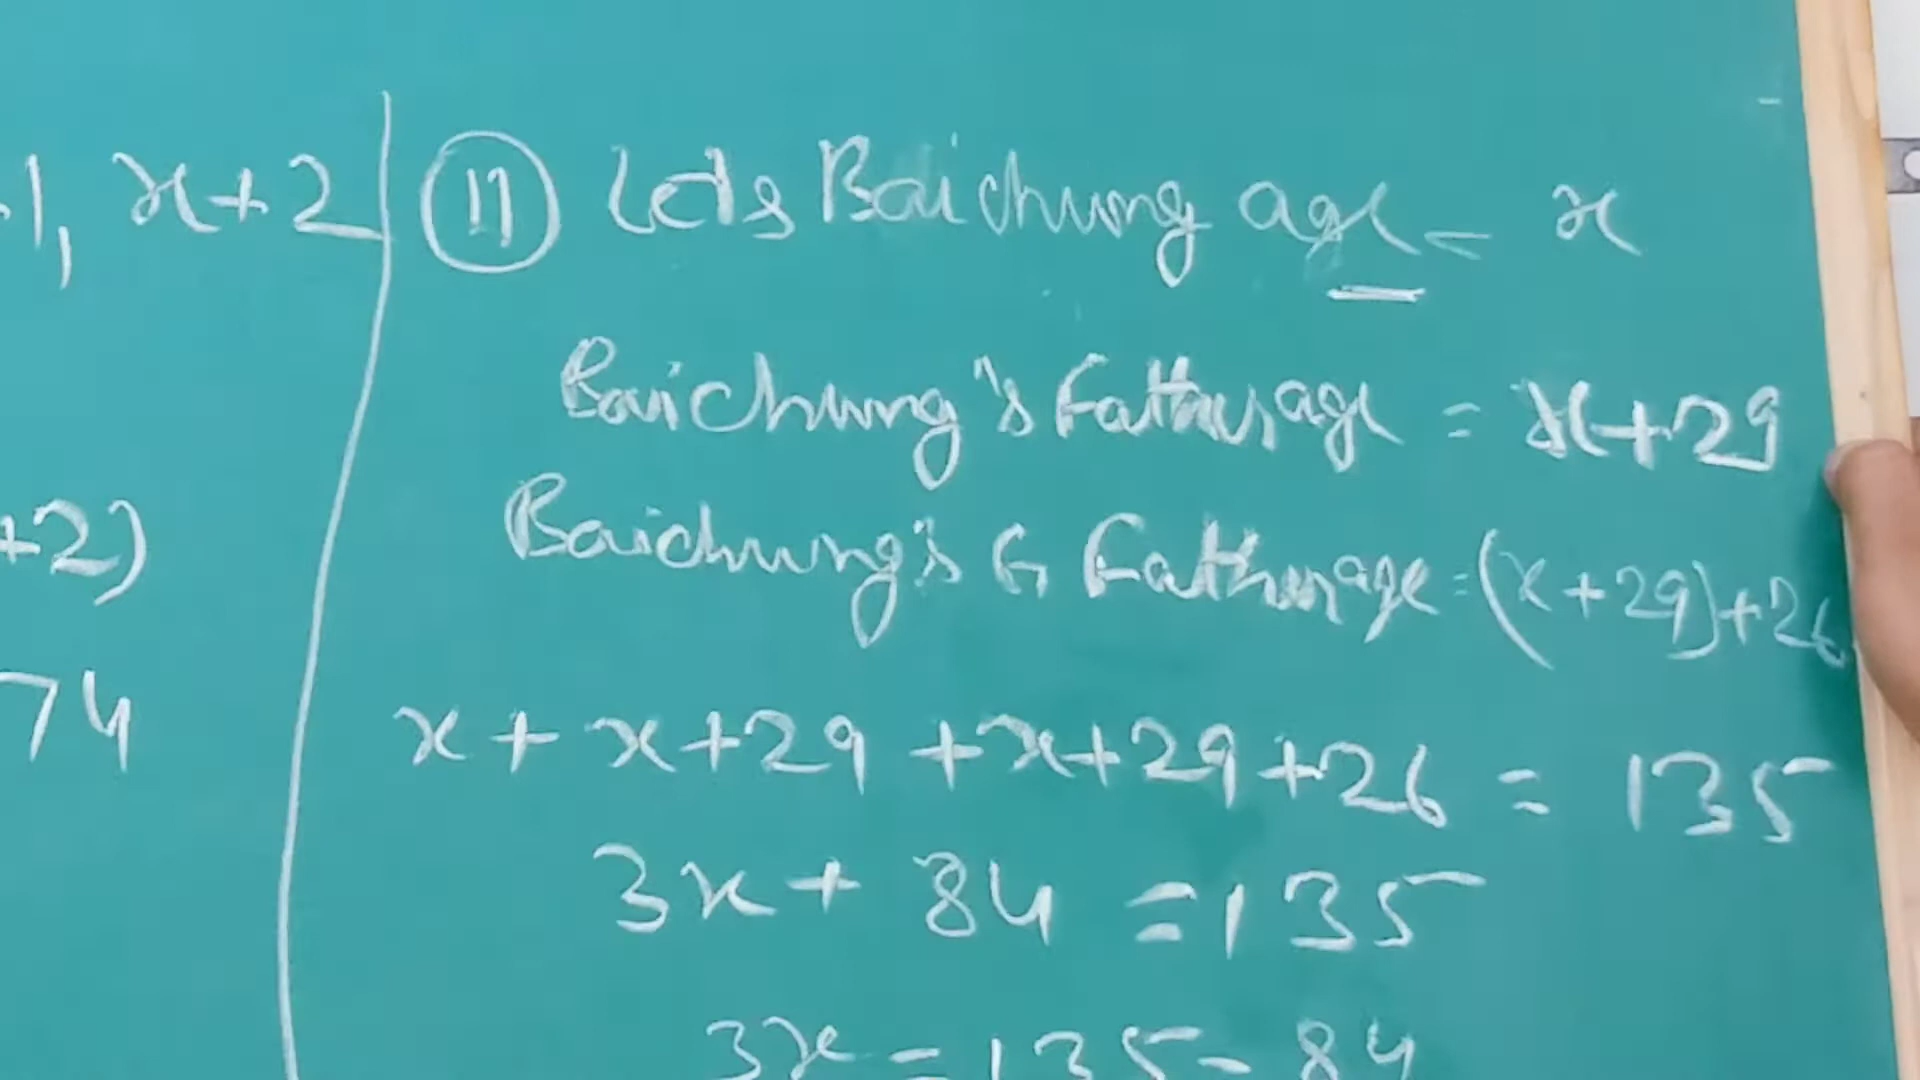 1, x+2
+2)
74
11 Lets Baichung age = x
Baichung's Father age = x+29
Baichung's G Father age = (x+29)+26
x + x+29 +x+29+26 = 135
3x + 84 = 135
3x = 135 - 84